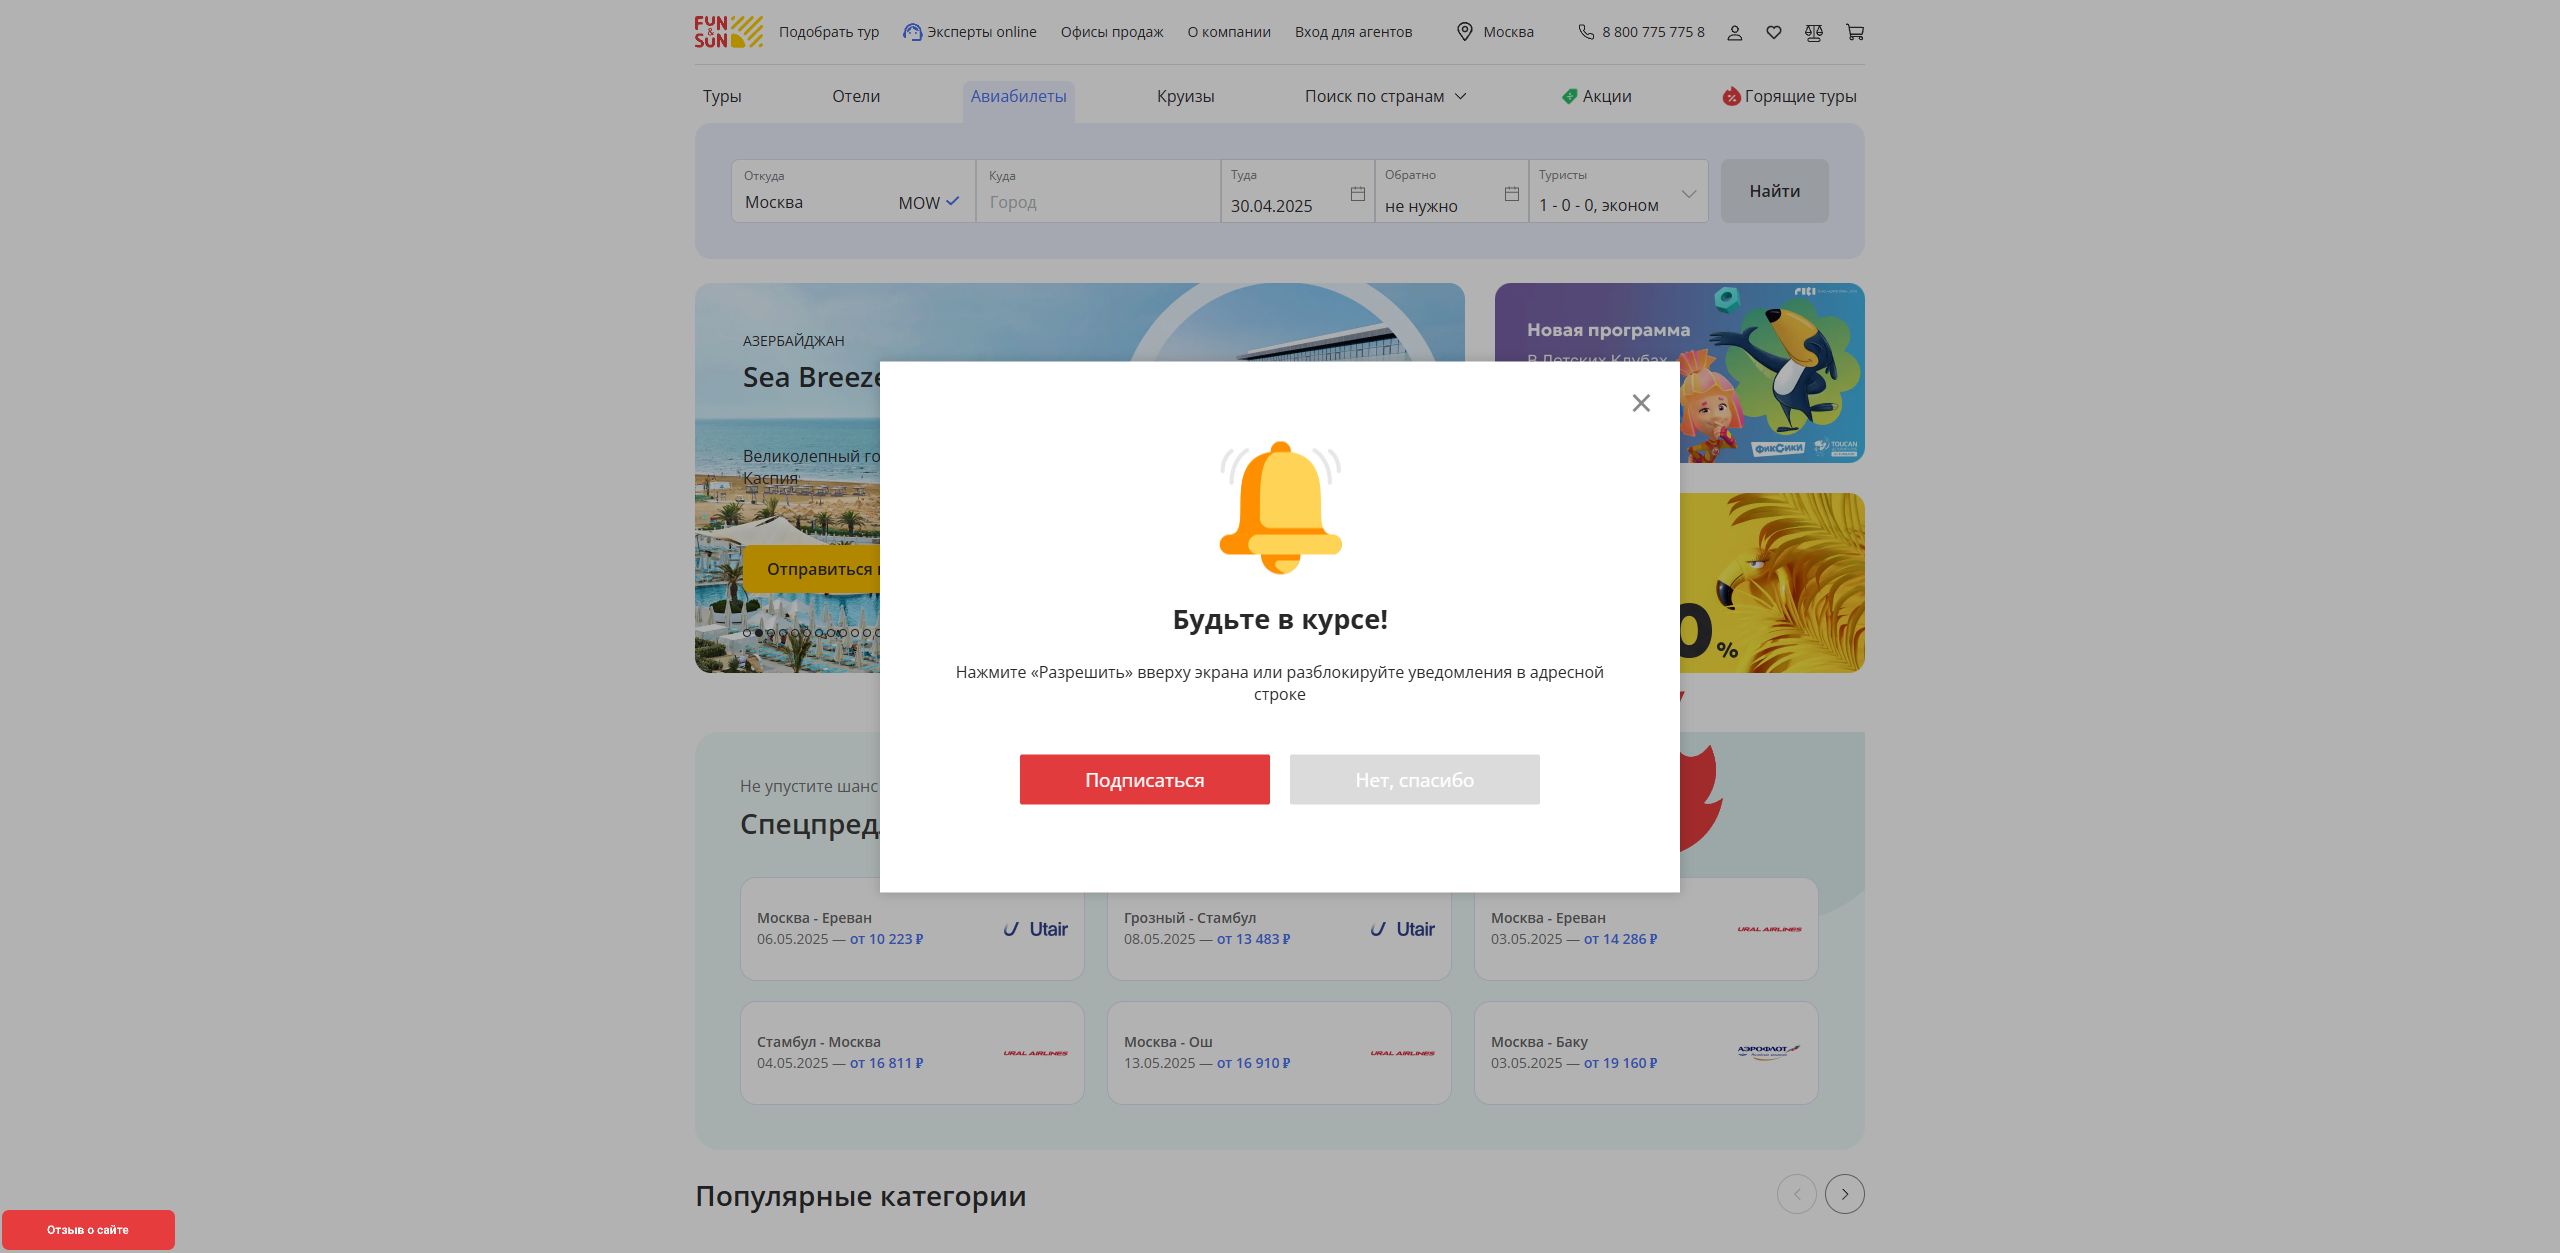 FUN & SUN
Подобрать тур
Эксперты online
Офисы продаж
О компании
Вход для агентов
Москва
8 800 775 775 8
Туры
Отели
Авиабилеты
Круизы
Поиск по странам
Акции
Горящие туры
Откуда
Москва MOW
Куда
Город
Туда
30.04.2025
Обратно
не нужно
Туристы
1 - 0 - 0, эконом
Найти
АЗЕРБАЙДЖАН
Sea Breeze
Великолепный го
Каспия
Отправиться
Новая программа
В Детских Клубах
ФИКСИКИ
TOUCAN
0%
Будьте в курсе!
Нажмите «Разрешить» вверху экрана или разблокируйте уведомления в адресной
строке
Подписаться
Нет, спасибо
Не упустите шанс
Спецпред
Москва - Ереван
06.05.2025 — от 10 223 ₽
Utair
Грозный - Стамбул
08.05.2025 — от 13 483 ₽
Utair
Москва - Ереван
03.05.2025 — от 14 286 ₽
URAL AIRLINES
Стамбул - Москва
04.05.2025 — от 16 811 ₽
URAL AIRLINES
Москва - Ош
13.05.2025 — от 16 910 ₽
URAL AIRLINES
Москва - Баку
03.05.2025 — от 19 160 ₽
АЭРОФЛОТ
Популярные категории
Отзыв о сайте